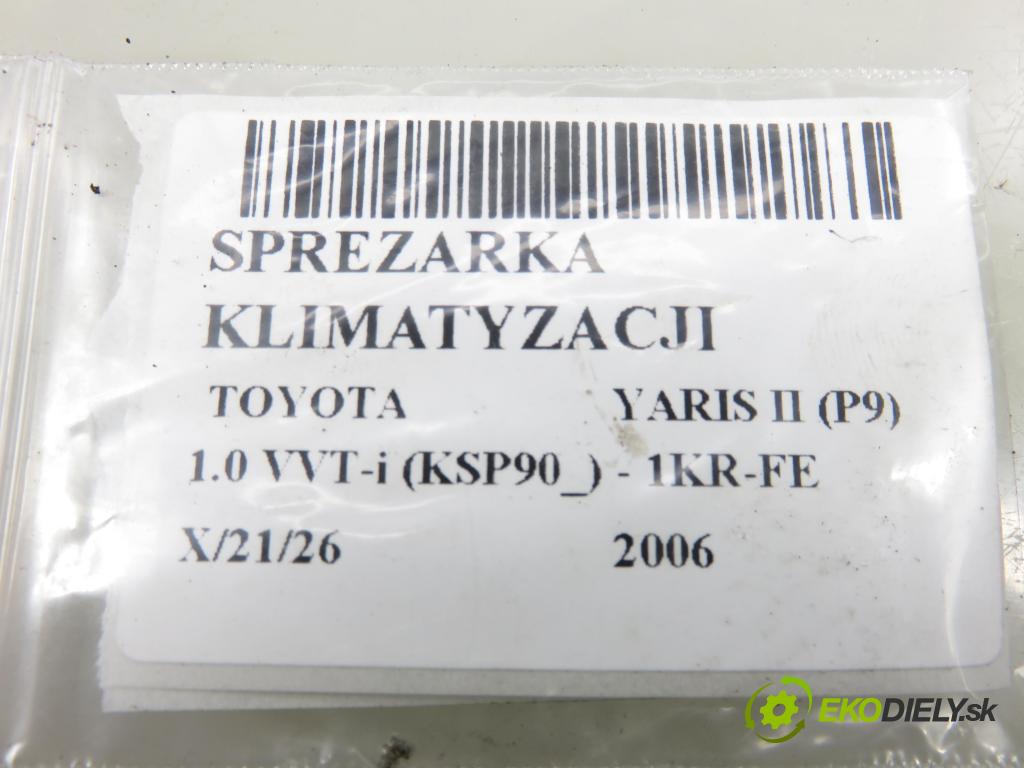 SPREZARKA
KLIMATYZACJI
TOYOTA YARIS II (P9)
1.0 VVT-i (KSP90_) - 1KR-FE
X/21/26 2006
EKODIELY.sk